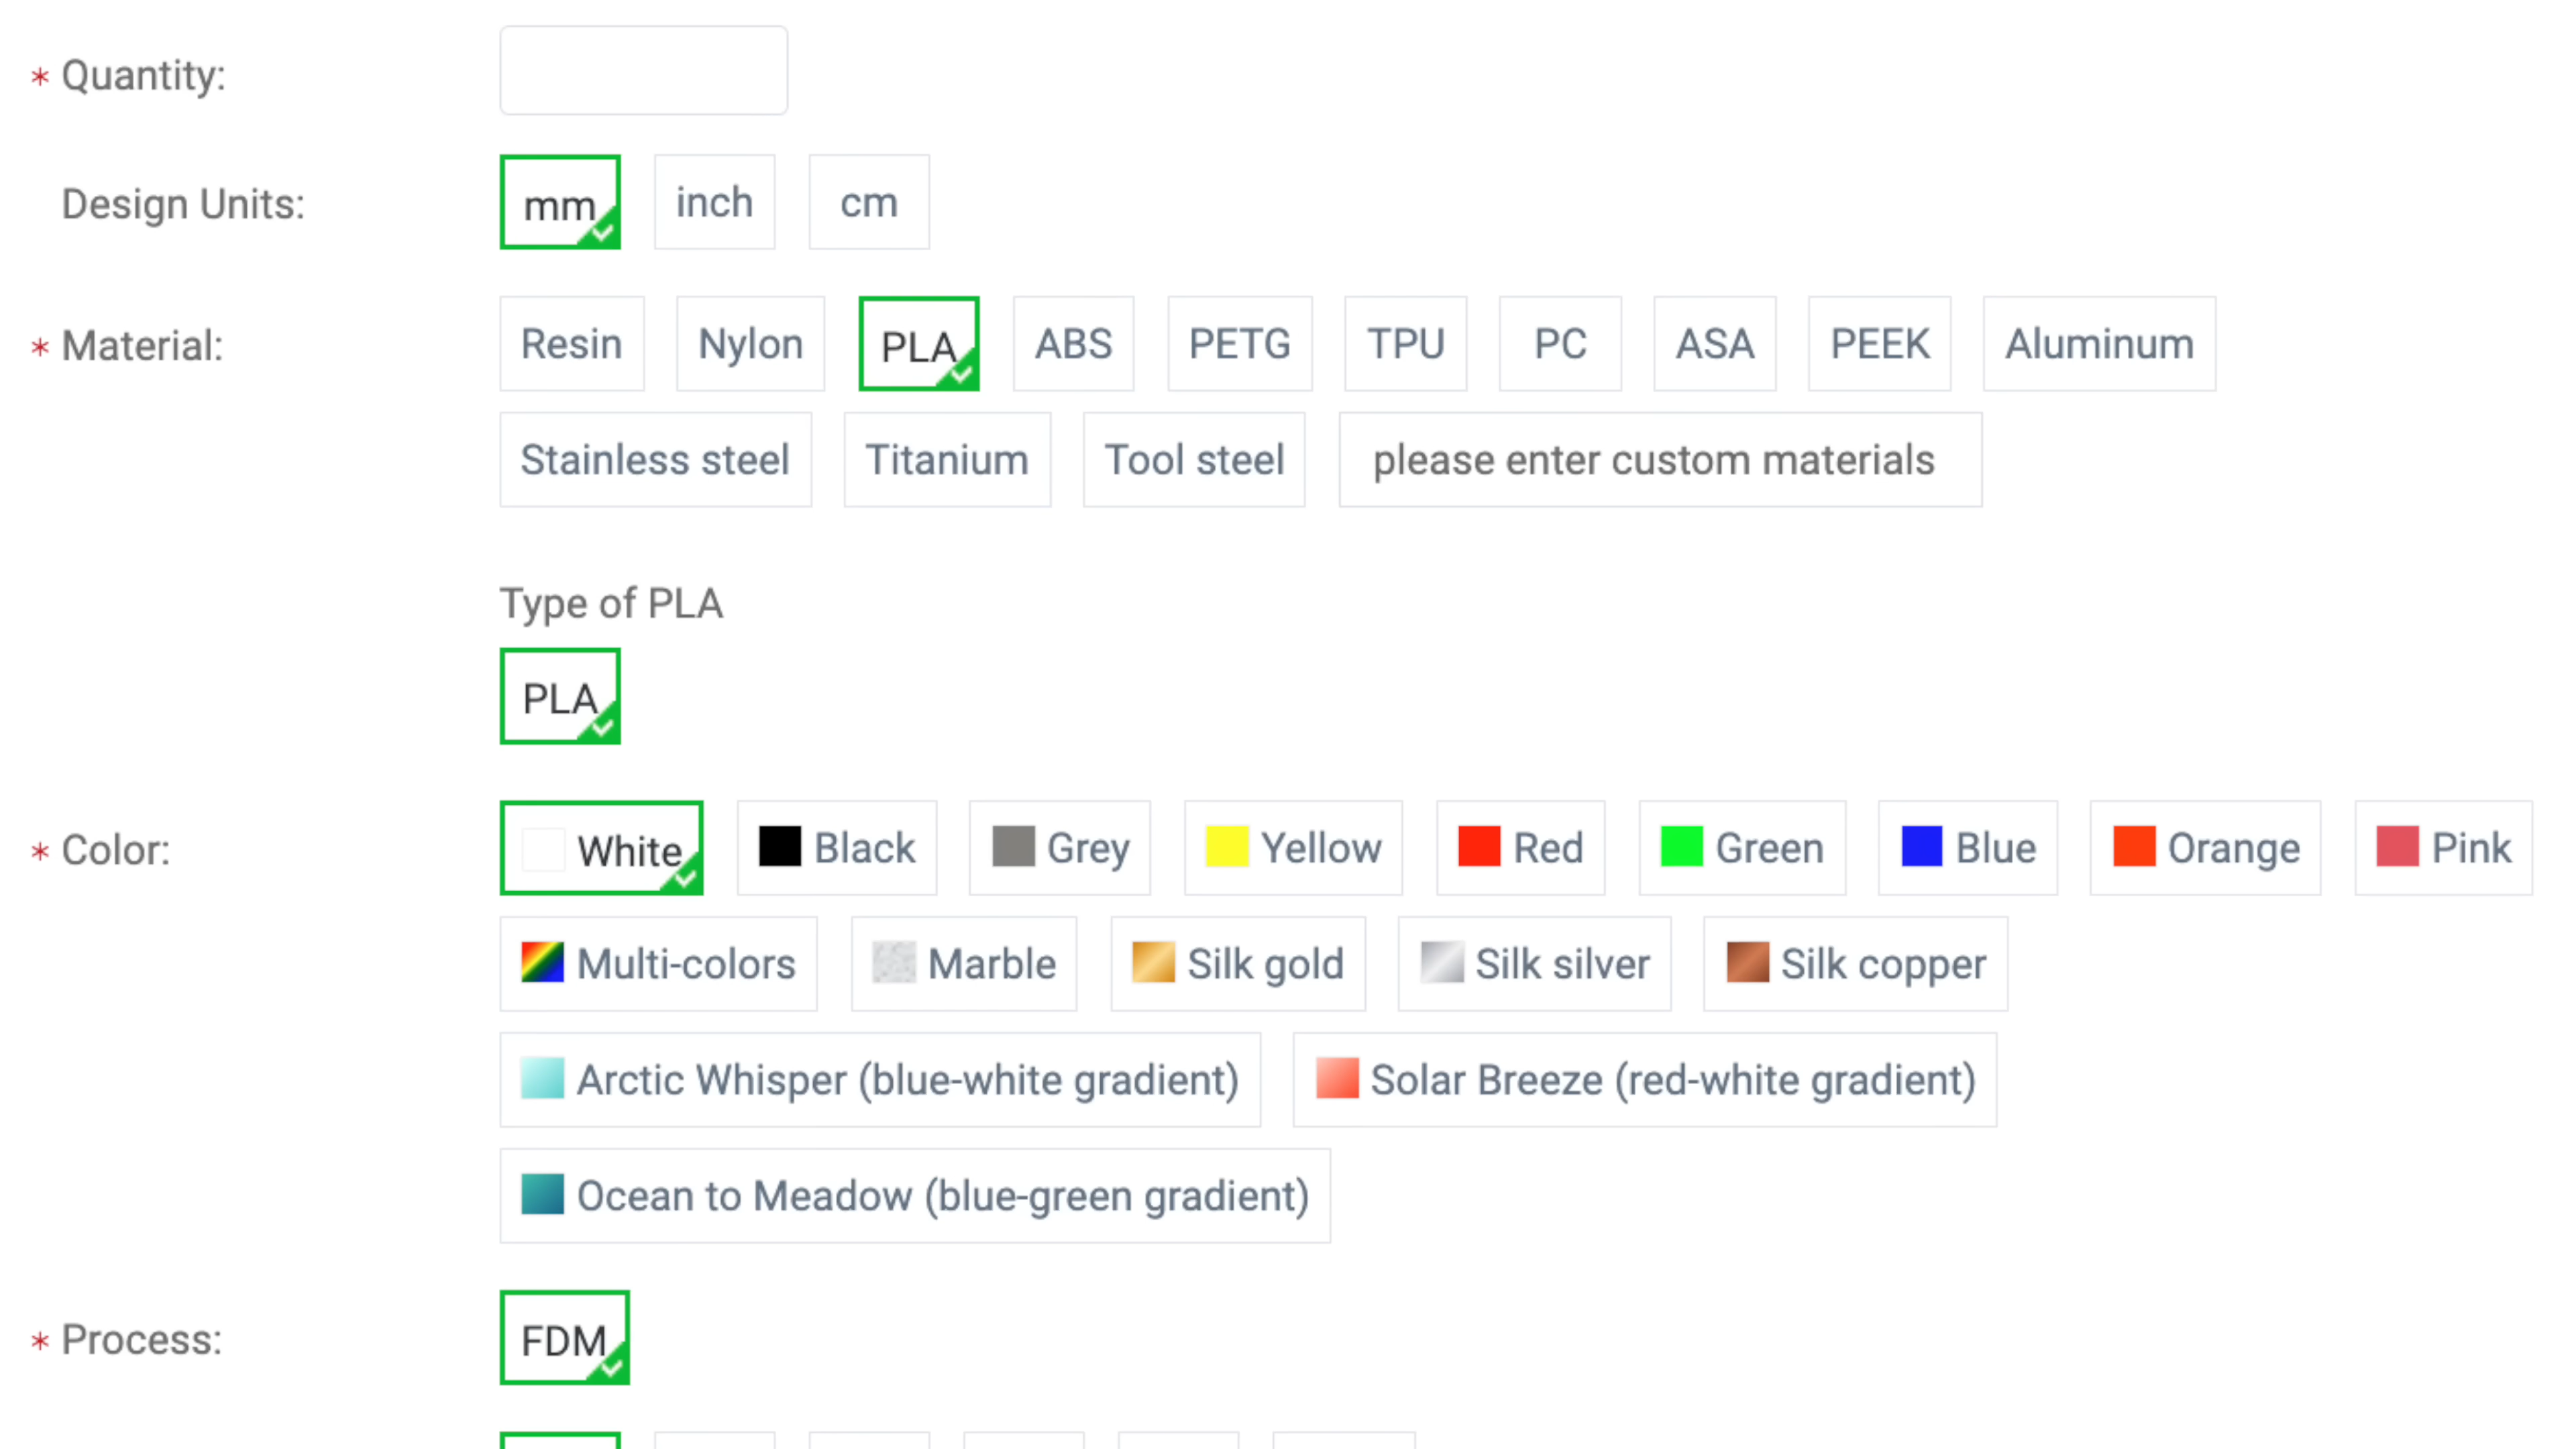 * Quantity:
Design Units: mm inch cm
* Material: Resin Nylon PLA ABS PETG TPU PC ASA PEEK Aluminum
Stainless steel Titanium Tool steel please enter custom materials
Type of PLA
PLA
* Color: White Black Grey Yellow Red Green Blue Orange Pink
Multi-colors Marble Silk gold Silk silver Silk copper
Arctic Whisper (blue-white gradient) Solar Breeze (red-white gradient)
Ocean to Meadow (blue-green gradient)
* Process: FDM